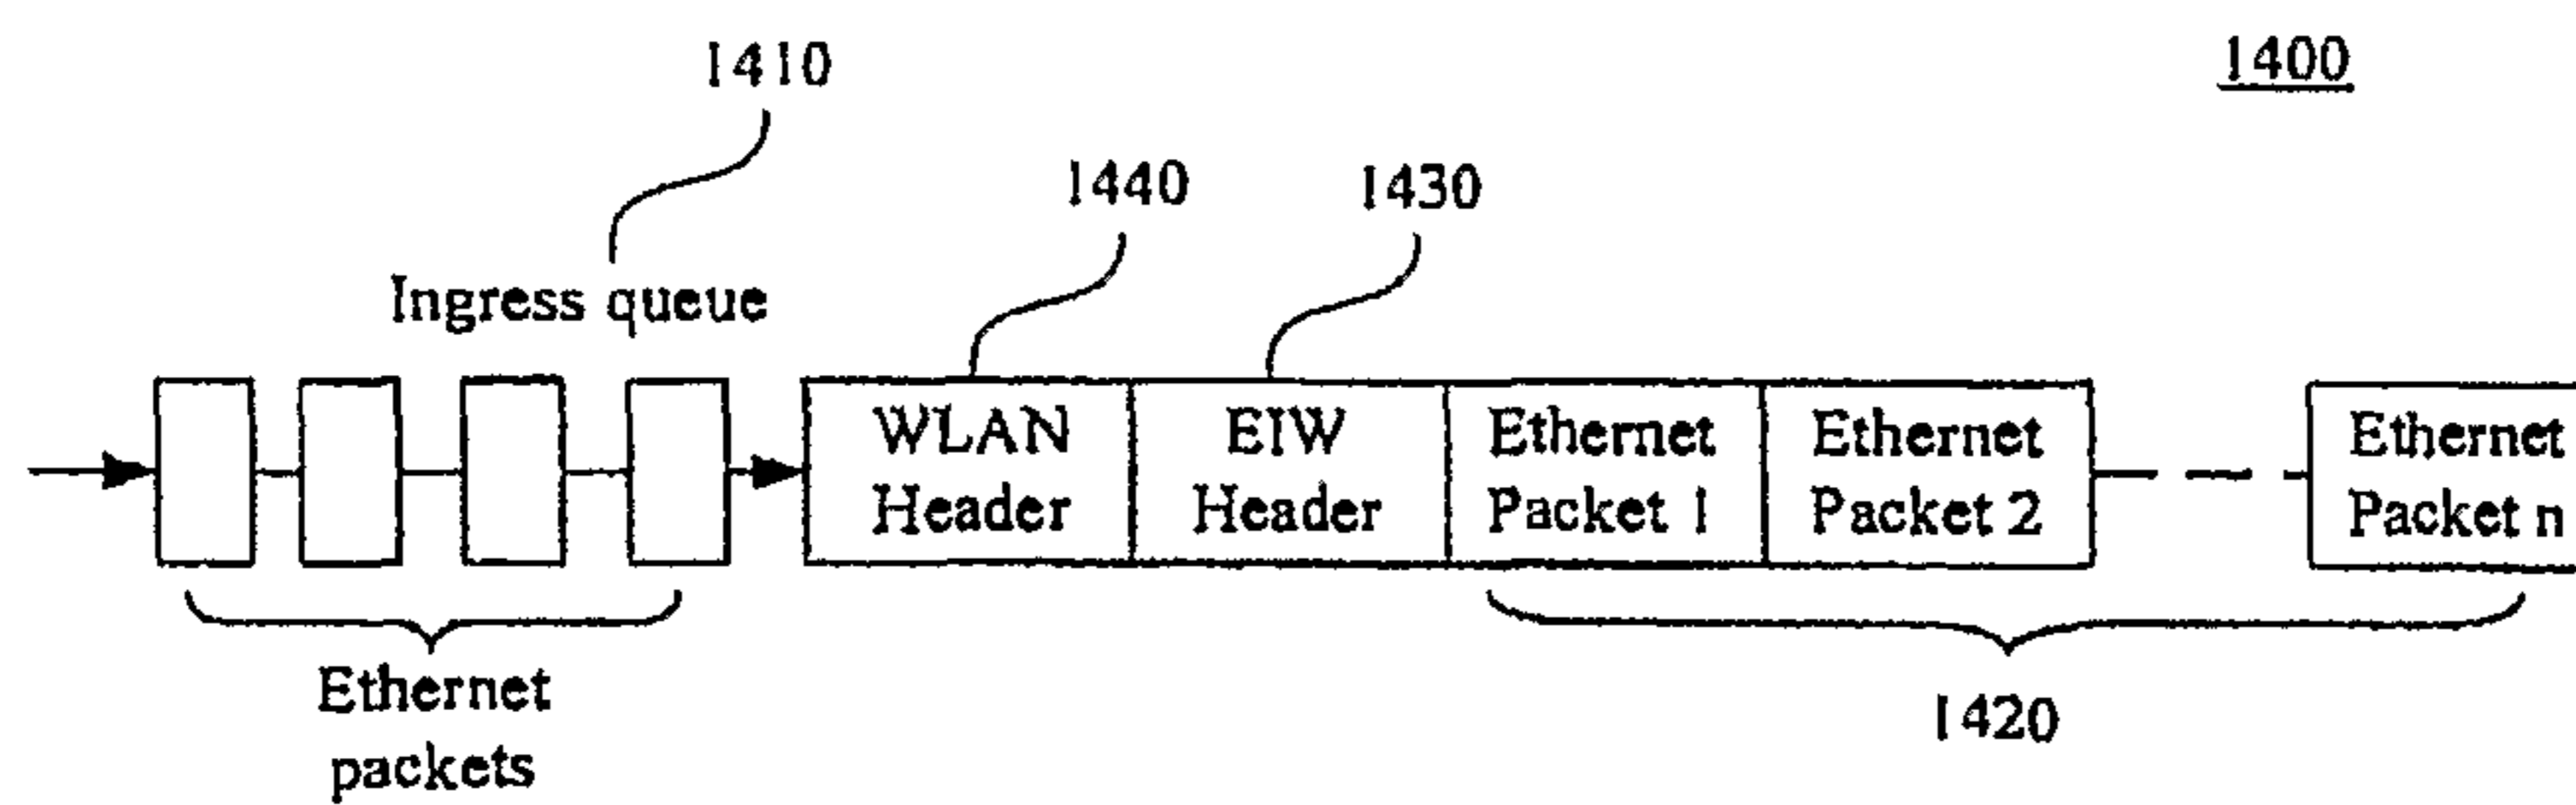 1410
1400
1440
1430
Ingress queue
WLAN
Header
EIW
Header
Ethernet
Packet 1
Ethernet
Packet 2
Ethernet
Packet n
Ethernet
packets
1420